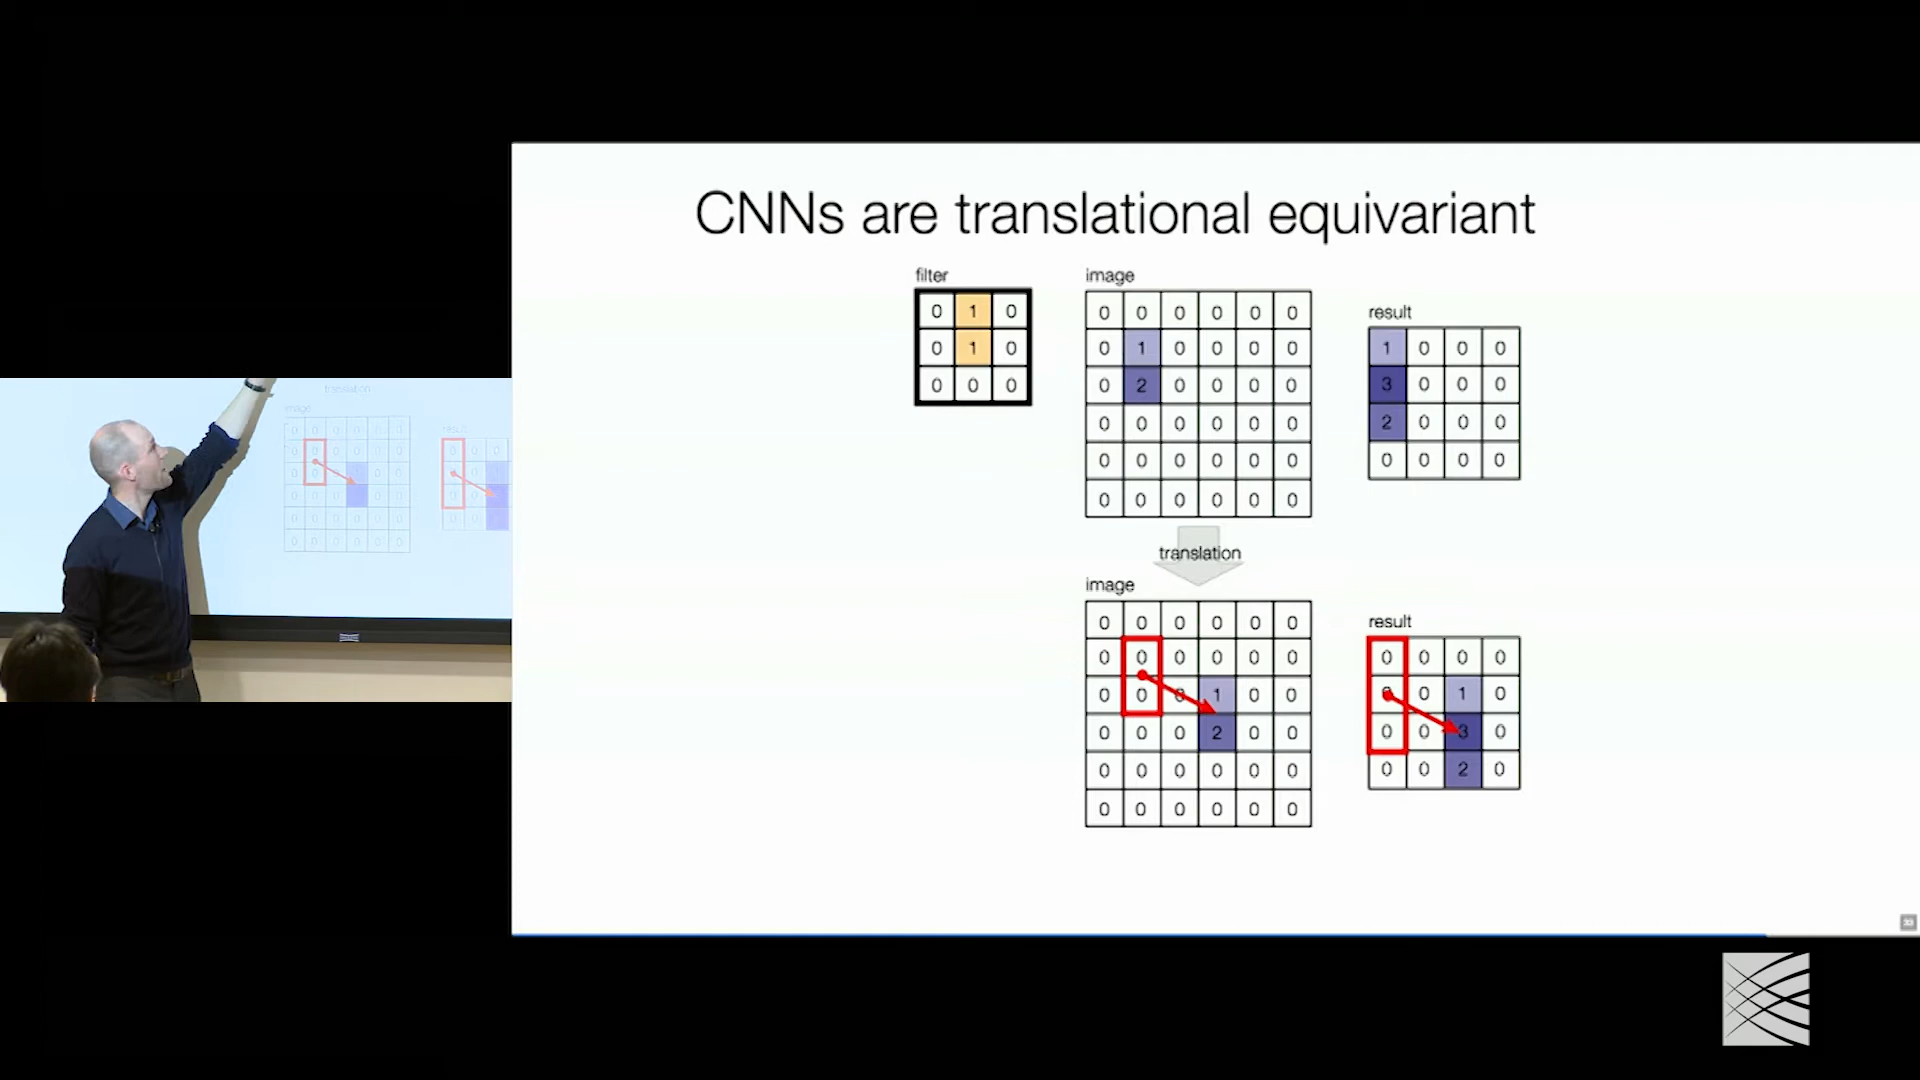 CNNs are translational equivariant
filter
0 1 0
0 1 0
0 0 0
image
0 0 0 0 0 0
0 1 0 0 0 0
0 2 0 0 0 0
0 0 0 0 0 0
0 0 0 0 0 0
0 0 0 0 0 0
result
1 0 0 0
3 0 0 0
2 0 0 0
0 0 0 0
translation
image
0 0 0 0 0 0
0 0 0 0 0 0
0 0 0 1 0 0
0 0 0 2 0 0
0 0 0 0 0 0
0 0 0 0 0 0
result
0 0 0 0
0 0 1 0
0 0 3 0
0 0 2 0
translation
image